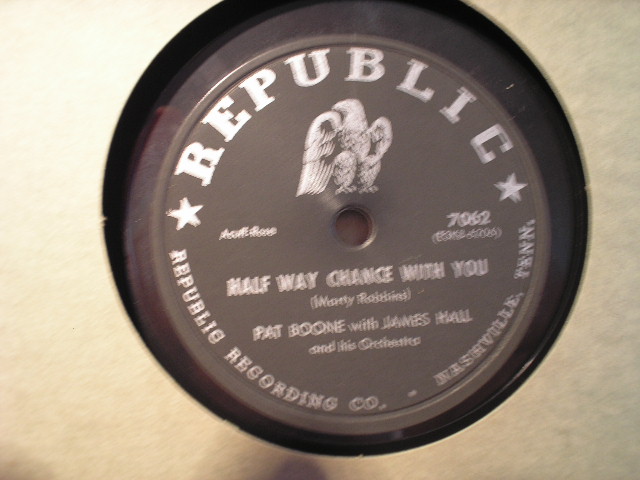 REPUBLIC
Acuff-Rose
7062
HALF WAY CHANCE WITH YOU
(Marty Robbins)
PAT BOONE with JAMES HALL
and his Orchestra
REPUBLIC RECORDING CO. - NASHVILLE, TENN.